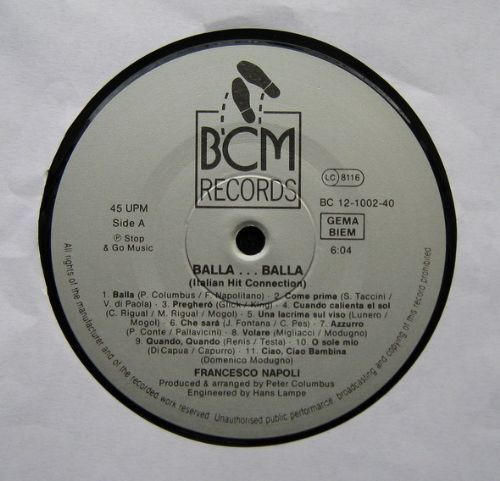 BCM
RECORDS
45 UPM
Side A
℗ Stop
& Go Music
LC 8116
BC 12-1002-40
GEMA
BIEM
6:04
BALLA . . . BALLA
(Italian Hit Connection)
1. Balla (P. Columbus / F. Napolitano) · 2. Come prima (S. Taccini /
V. di Paola) · 3. Pregherò (Glick / King) · 4. Cuando calienta el sol
(C. Rigual / M. Rigual / Mogol) · 5. Una lacrima sul viso (Lunero /
Mogol) · 6. Che sarà (J. Fontana / C. Pes) · 7. Azzurro
(P. Conte / Pallavicini) · 8. Volare (Migliacci / Modugno) ·
9. Quando, Quando (Renis / Testa) · 10. O sole mio
(Di Capua / Capurro) · 11. Ciao, Ciao Bambina
(Domenico Modugno)
FRANCESCO NAPOLI
Produced & arranged by Peter Columbus
Engineered by Hans Lampe
All rights of the manufacturer and of the recorded work reserved. Unauthorised public performance, broadcasting and copying of this record prohibited